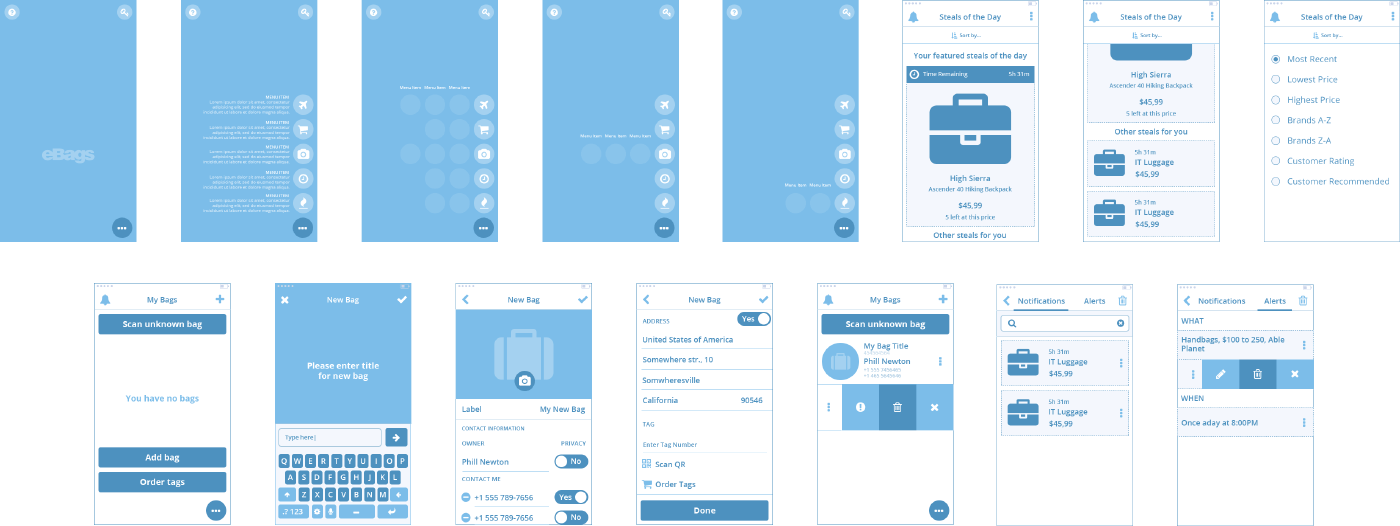 eBags
MENU ITEM
Lorem ipsum dolor sit amet, consectetur
adipisicing elit, sed do eiusmod tempor
incididunt ut labore et dolore magna aliqua.
MENU ITEM
Lorem ipsum dolor sit amet, consectetur
adipisicing elit, sed do eiusmod tempor
incididunt ut labore et dolore magna aliqua.
MENU ITEM
Lorem ipsum dolor sit amet, consectetur
adipisicing elit, sed do eiusmod tempor
incididunt ut labore et dolore magna aliqua.
MENU ITEM
Lorem ipsum dolor sit amet, consectetur
adipisicing elit, sed do eiusmod tempor
incididunt ut labore et dolore magna aliqua.
MENU ITEM
Lorem ipsum dolor sit amet, consectetur
adipisicing elit, sed do eiusmod tempor
incididunt ut labore et dolore magna aliqua.
Menu item Menu item Menu item
Menu item Menu item Menu item
Menu item Menu item
Steals of the Day
Sort by...
Your featured steals of the day
Time Remaining 5h 31m
High Sierra
Ascender 40 Hiking Backpack
$45,99
5 left at this price
Other steals for you
Steals of the Day
Sort by...
High Sierra
Ascender 40 Hiking Backpack
$45,99
5 left at this price
Other steals for you
5h 31m
IT Luggage
$45,99
5h 31m
IT Luggage
$45,99
Steals of the Day
Sort by...
Most Recent
Lowest Price
Highest Price
Brands A-Z
Brands Z-A
Customer Rating
Customer Recommended
My Bags
Scan unknown bag
You have no bags
Add bag
Order tags
New Bag
Please enter title
for new bag
Type here|
Q W E R T Y U I O P
A S D F G H J K L
Z X C V B N M
.? 123
New Bag
Label My New Bag
CONTACT INFORMATION
OWNER PRIVACY
Phill Newton No
CONTACT ME
+1 555 789-7656 Yes
+1 555 789-7656 No
New Bag
ADDRESS Yes
United States of America
Somewhere str., 10
Somwheresville
California 90546
TAG
Enter Tag Number
Scan QR
Order Tags
Done
My Bags
Scan unknown bag
My Bag Title
Phill Newton
Notifications Alerts
5h 31m
IT Luggage
$45,99
5h 31m
IT Luggage
$45,99
Notifications Alerts
WHAT
Handbags, $100 to 250, Able
Planet
WHEN
Once aday at 8:00PM